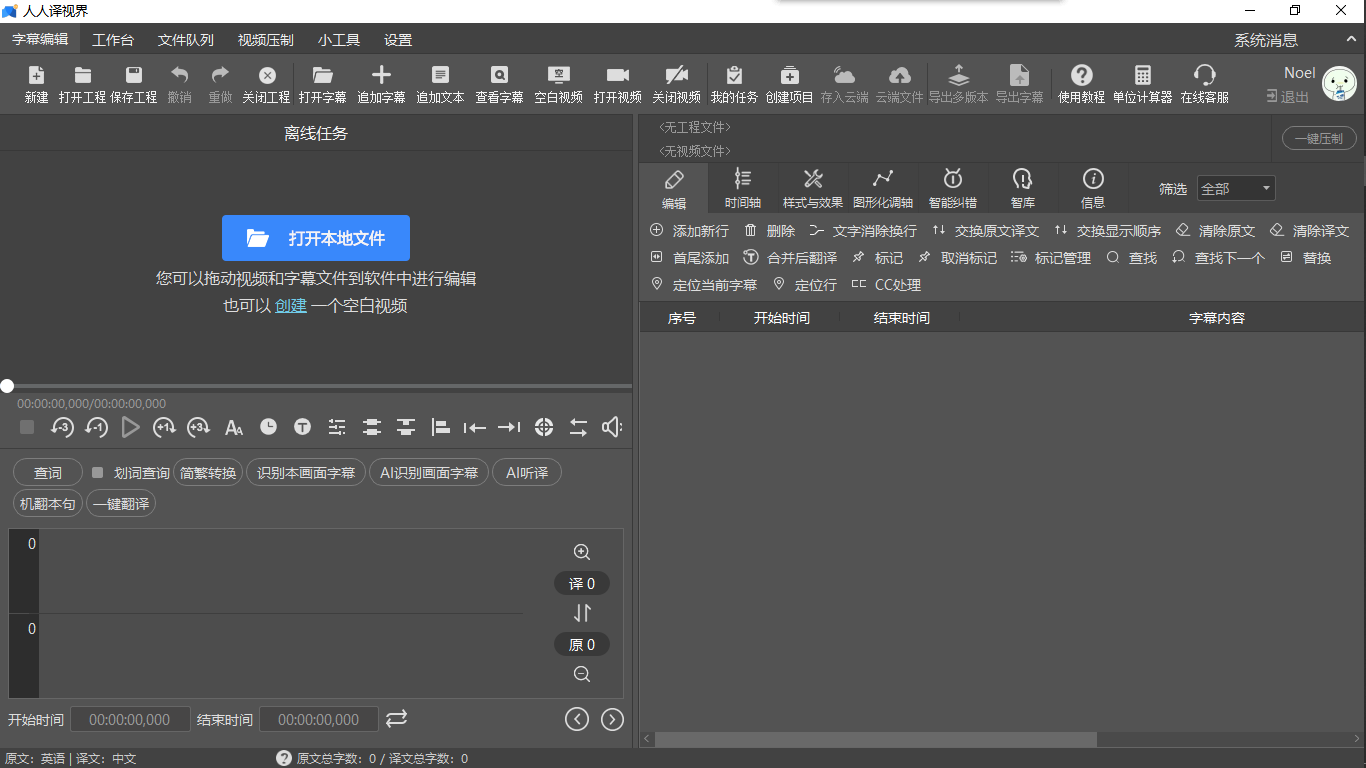 人人译视界
字幕编辑 工作台 文件队列 视频压制 小工具 设置 系统消息
新建 打开工程 保存工程 撤销 重做 关闭工程 打开字幕 追加字幕 追加文本 查看字幕 空白视频 打开视频 关闭视频 我的任务 创建项目 存入云端 云端文件 导出多版本 导出字幕 使用教程 单位计算器 在线客服
空
Noel
退出
离线任务
打开本地文件
您可以拖动视频和字幕文件到软件中进行编辑
也可以 创建 一个空白视频
00:00:00,000/00:00:00,000
-3 -1 +1 +3 AA T
查词 划词查询 简繁转换 识别本画面字幕 AI识别画面字幕 AI听译
机翻本句 一键翻译
0
译 0
0
原 0
开始时间 00:00:00,000 结束时间 00:00:00,000
<无工程文件>
<无视频文件>
一键压制
编辑 时间轴 样式与效果 图形化调轴 智能纠错 智库 信息 筛选 全部
添加新行 删除 文字消除换行 交换原文译文 交换显示顺序 清除原文 清除译文
首尾添加 合并后翻译 标记 取消标记 标记管理 查找 查找下一个 替换
定位当前字幕 定位行 CC处理
序号 开始时间 结束时间 字幕内容
原文：英语 | 译文：中文 原文总字数：0 / 译文总字数：0